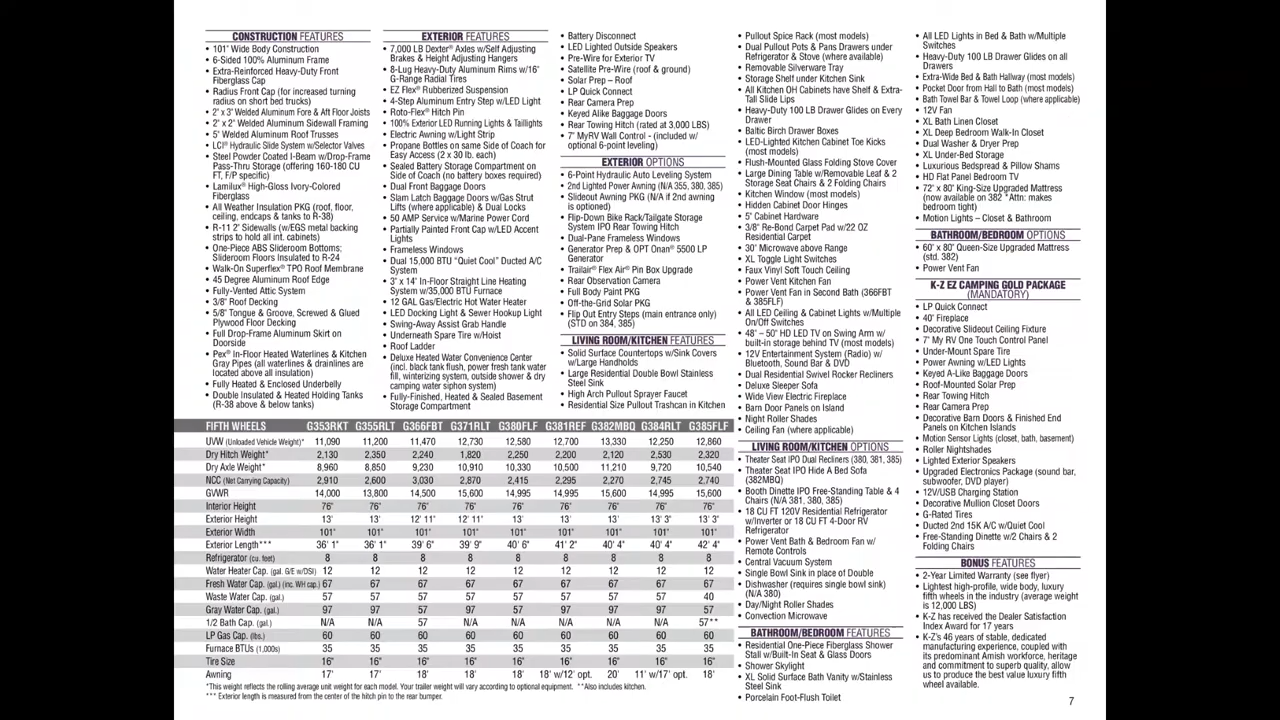 CONSTRUCTION FEATURES
• 101" Wide Body Construction
• 6-Sided 100% Aluminum Frame
• Extra-Reinforced Heavy-Duty Front
Fiberglass Cap
• Radius Front Cap (for increased turning
radius on short bed trucks)
• 2" x 3" Welded Aluminum Fore & Aft Floor Joists
• 2" x 2" Welded Aluminum Sidewall Framing
• 5" Welded Aluminum Roof Trusses
• LCI® Hydraulic Slide System w/Selector Valves
• Steel Powder Coated I-Beam w/Drop-Frame
Pass-Thru Storage (offering 160-180 CU
FT, F/P specific)
• Lamilux® High-Gloss Ivory-Colored
Fiberglass
• All Weather Insulation PKG (roof, floor,
ceiling, endcaps & tanks to R-38)
• R-11 2" Sidewalls (w/EGS metal backing
strips to hold all int. cabinets)
• One-Piece ABS Slideroom Bottoms;
Slideroom Floors Insulated to R-24
• Walk-On Superflex® TPO Roof Membrane
• 45 Degree Aluminum Roof Edge
• Fully-Vented Attic System
• 3/8" Roof Decking
• 5/8" Tongue & Groove, Screwed & Glued
Plywood Floor Decking
• Full Drop-Frame Aluminum Skirt on
Doorside
• Pex® In-Floor Heated Waterlines & Kitchen
Gray Pipes (all waterlines & drainlines are
located above all insulation)
• Fully Heated & Enclosed Underbelly
• Double Insulated & Heated Holding Tanks
(R-38 above & below tanks)
EXTERIOR FEATURES
• 7,000 LB Dexter® Axles w/Self Adjusting
Brakes & Height Adjusting Hangers
• 8-Lug Heavy-Duty Aluminum Rims w/16"
G-Range Radial Tires
• EZ Flex® Rubberized Suspension
• 4-Step Aluminum Entry Step w/LED Light
• Roto-Flex® Hitch Pin
• 100% Exterior LED Running Lights & Taillights
• Electric Awning w/Light Strip
• Propane Bottles on same Side of Coach for
Easy Access (2 x 30 lb. each)
• Sealed Battery Storage Compartment on
Side of Coach (no battery boxes required)
• Dual Front Baggage Doors
• Slam Latch Baggage Doors w/Gas Strut
Lifts (where applicable) & Dual Locks
• 50 AMP Service w/Marine Power Cord
• Partially Painted Front Cap w/LED Accent
Lights
• Frameless Windows
• Dual 15,000 BTU "Quiet Cool" Ducted A/C
System
• 3" x 14" In-Floor Straight Line Heating
System w/35,000 BTU Furnace
• 12 GAL Gas/Electric Hot Water Heater
• LED Docking Light & Sewer Hookup Light
• Swing-Away Assist Grab Handle
• Underneath Spare Tire w/Hoist
• Roof Ladder
• Deluxe Heated Water Convenience Center
(incl. black tank flush, power fresh tank water
fill, winterizing system, outside shower & dry
camping water siphon system)
• Fully-Finished, Heated & Sealed Basement
Storage Compartment
• Battery Disconnect
• LED Lighted Outside Speakers
• Pre-Wire for Exterior TV
• Satellite Pre-Wire (roof & ground)
• Solar Prep – Roof
• LP Quick Connect
• Rear Camera Prep
• Keyed Alike Baggage Doors
• Rear Towing Hitch (rated at 3,000 LBS)
• 7" MyRV Wall Control - (included w/
optional 6-point leveling)
EXTERIOR OPTIONS
• 6-Point Hydraulic Auto Leveling System
• 2nd Lighted Power Awning (N/A 355, 380, 385)
• Slideout Awning PKG (N/A if 2nd awning
is optioned)
• Flip-Down Bike Rack/Tailgate Storage
System IPO Rear Towing Hitch
• Dual-Pane Frameless Windows
• Generator Prep & OPT Onan® 5500 LP
Generator
• Trailair® Flex Air® Pin Box Upgrade
• Rear Observation Camera
• Full Body Paint PKG
• Off-the-Grid Solar PKG
• Flip Out Entry Steps (main entrance only)
(STD on 384, 385)
LIVING ROOM/KITCHEN FEATURES
• Solid Surface Countertops w/Sink Covers
w/Large Handholds
• Large Residential Double Bowl Stainless
Steel Sink
• High Arch Pullout Sprayer Faucet
• Residential Size Pullout Trashcan in Kitchen
• Pullout Spice Rack (most models)
• Dual Pullout Pots & Pans Drawers under
Refrigerator & Stove (where available)
• Removable Silverware Tray
• Storage Shelf under Kitchen Sink
• All Kitchen OH Cabinets have Shelf & Extra-
Tall Slide Lips
• Heavy-Duty 100 LB Drawer Glides on Every
Drawer
• Baltic Birch Drawer Boxes
• LED-Lighted Kitchen Cabinet Toe Kicks
(most models)
• Flush-Mounted Glass Folding Stove Cover
• Large Dining Table w/Removable Leaf & 2
Storage Seat Chairs & 2 Folding Chairs
• Kitchen Window (most models)
• Hidden Cabinet Door Hinges
• 5" Cabinet Hardware
• 3/8" Re-Bond Carpet Pad w/22 OZ
Residential Carpet
• 30" Microwave above Range
• XL Toggle Light Switches
• Faux Vinyl Soft Touch Ceiling
• Power Vent Kitchen Fan
• Power Vent Fan in Second Bath (366FBT
& 385FLF)
• All LED Ceiling & Cabinet Lights w/Multiple
On/Off Switches
• 48" – 50" HD LED TV on Swing Arm w/
built-in storage behind TV (most models)
• 12V Entertainment System (Radio) w/
Bluetooth, Sound Bar & DVD
• Dual Residential Swivel Rocker Recliners
• Deluxe Sleeper Sofa
• Wide View Electric Fireplace
• Barn Door Panels on Island
• Night Roller Shades
• Ceiling Fan (where applicable)
LIVING ROOM/KITCHEN OPTIONS
• Theater Seat IPO Dual Recliners (380, 381, 385)
• Theater Seat IPO Hide A Bed Sofa
(382MBQ)
• Booth Dinette IPO Free-Standing Table & 4
Chairs (N/A 381, 380, 385)
• 18 CU FT 120V Residential Refrigerator
w/Inverter or 18 CU FT 4-Door RV
Refrigerator
• Power Vent Bath & Bedroom Fan w/
Remote Controls
• Central Vacuum System
• Single Bowl Sink in place of Double
• Dishwasher (requires single bowl sink)
(N/A 380)
• Day/Night Roller Shades
• Convection Microwave
BATHROOM/BEDROOM FEATURES
• Residential One-Piece Fiberglass Shower
Stall w/Built-In Seat & Glass Doors
• Shower Skylight
• XL Solid Surface Bath Vanity w/Stainless
Steel Sink
• Porcelain Foot-Flush Toilet
• All LED Lights in Bed & Bath w/Multiple
Switches
• Heavy-Duty 100 LB Drawer Glides on all
Drawers
• Extra-Wide Bed & Bath Hallway (most models)
• Pocket Door from Hall to Bath (most models)
• Bath Towel Bar & Towel Loop (where applicable)
• 12V Fan
• XL Bath Linen Closet
• XL Deep Bedroom Walk-In Closet
• Dual Washer & Dryer Prep
• XL Under-Bed Storage
• Luxurious Bedspread & Pillow Shams
• HD Flat Panel Bedroom TV
• 72" x 80" King-Size Upgraded Mattress
(now available on 382 *Attn: makes
bedroom tight)
• Motion Lights – Closet & Bathroom
BATHROOM/BEDROOM OPTIONS
• 60" x 80" Queen-Size Upgraded Mattress
(std. 382)
• Power Vent Fan
K-Z EZ CAMPING GOLD PACKAGE
(MANDATORY)
• LP Quick Connect
• 40" Fireplace
• Decorative Slideout Ceiling Fixture
• 7" My RV One Touch Control Panel
• Under-Mount Spare Tire
• Power Awning w/LED Lights
• Keyed A-Like Baggage Doors
• Roof-Mounted Solar Prep
• Rear Towing Hitch
• Rear Camera Prep
• Decorative Barn Doors & Finished End
Panels on Kitchen Islands
• Motion Sensor Lights (closet, bath, basement)
• Roller Nightshades
• Lighted Exterior Speakers
• Upgraded Electronics Package (sound bar,
subwoofer, DVD player)
• 12V/USB Charging Station
• Decorative Mullion Closet Doors
• G-Rated Tires
• Ducted 2nd 15K A/C w/Quiet Cool
• Free-Standing Dinette w/2 Chairs & 2
Folding Chairs
BONUS FEATURES
• 2-Year Limited Warranty (see flyer)
• Lightest high-profile, wide body, luxury
fifth wheels in the industry (average weight
is 12,000 LBS)
• K-Z has received the Dealer Satisfaction
Index Award for 17 years
• K-Z's 46 years of stable, dedicated
manufacturing experience, coupled with
its predominant Amish workforce, heritage
and commitment to superb quality, allow
us to produce the best value luxury fifth
wheel available.
FIFTH WHEELS G353RKT G355RLT G366FBT G371RLT G380FLF G381REF G382MBQ G384RLT G385FLF
UVW (Unloaded Vehicle Weight)* 11,090 11,200 11,470 12,730 12,580 12,700 13,330 12,250 12,860
Dry Hitch Weight* 2,130 2,350 2,240 1,820 2,250 2,200 2,120 2,530 2,320
Dry Axle Weight* 8,960 8,850 9,230 10,910 10,330 10,500 11,210 9,720 10,540
NCC (Net Carrying Capacity) 2,910 2,600 3,030 2,870 2,415 2,295 2,270 2,745 2,740
GVWR 14,000 13,800 14,500 15,600 14,995 14,995 15,600 14,995 15,600
Interior Height 76" 76" 76" 76" 76" 76" 76" 76" 76"
Exterior Height 13' 13' 12' 11" 12' 11" 13' 13' 13' 13' 3" 13' 3"
Exterior Width 101" 101" 101" 101" 101" 101" 101" 101" 101"
Exterior Length*** 36' 1" 36' 1" 39' 6" 39' 9" 40' 6" 41' 2" 40' 4" 40' 4" 42' 4"
Refrigerator (cu. feet) 8 8 8 8 8 8 8 8 8
Water Heater Cap. (gal. G/E w/DSI) 12 12 12 12 12 12 12 12 12
Fresh Water Cap. (gal.) (inc. WH cap.) 67 67 67 67 67 67 67 67 67
Waste Water Cap. (gal.) 57 57 57 57 57 57 57 57 40
Gray Water Cap. (gal.) 97 97 57 97 57 97 97 97 57
1/2 Bath Cap. (gal.) N/A N/A 57 N/A N/A N/A N/A N/A 57**
LP Gas Cap. (lbs.) 60 60 60 60 60 60 60 60 60
Furnace BTUs (1,000s) 35 35 35 35 35 35 35 35 35
Tire Size 16" 16" 16" 16" 16" 16" 16" 16" 16"
Awning 17' 17' 18' 18' 18' 18' w/12' opt. 20' 11' w/17' opt. 18'
*This weight reflects the rolling average unit weight for each model. Your trailer weight will vary according to optional equipment. **Also includes kitchen.
*** Exterior length is measured from the center of the hitch pin to the rear bumper.
7